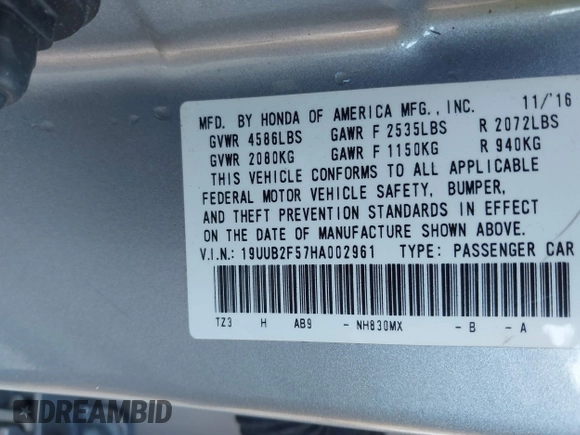 MFD. BY HONDA OF AMERICA MFG., INC. 11/'16
GVWR 4586LBS GAWR F 2535LBS R 2072LBS
GVWR 2080KG GAWR F 1150KG R 940KG
THIS VEHICLE CONFORMS TO ALL APPLICABLE
FEDERAL MOTOR VEHICLE SAFETY, BUMPER,
AND THEFT PREVENTION STANDARDS IN EFFECT
ON THE DATE OF MANUFACTURE SHOWN ABOVE.
V.I.N.: 19UUB2F57HA002961 TYPE: PASSENGER CAR
TZ3 H AB9 - NH830MX - B - A
DREAMBID